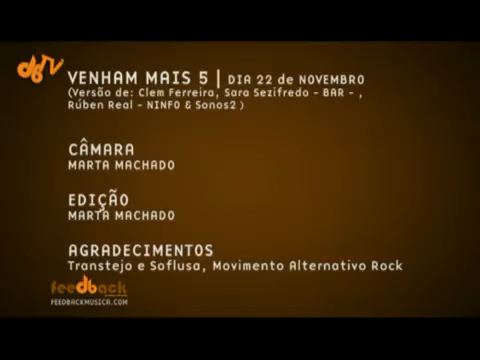 dbTV
VENHAM MAIS 5 | DIA 22 de NOVEMBRO
(Versão de: Clem Ferreira, Sara Sezifredo - BAR - ,
Rúben Real - NINFO & Sonos2 )
CÂMARA
MARTA MACHADO
EDIÇÃO
MARTA MACHADO
AGRADECIMENTOS
Transtejo e Soflusa, Movimento Alternativo Rock
feedback
FEEDBACKMUSICA.COM